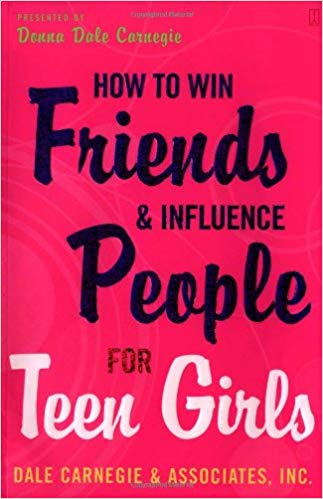 PRESENTED BY
Donna Dale Carnegie
HOW TO WIN
Friends
& INFLUENCE
People
FOR
Teen Girls
DALE CARNEGIE & ASSOCIATES, INC.